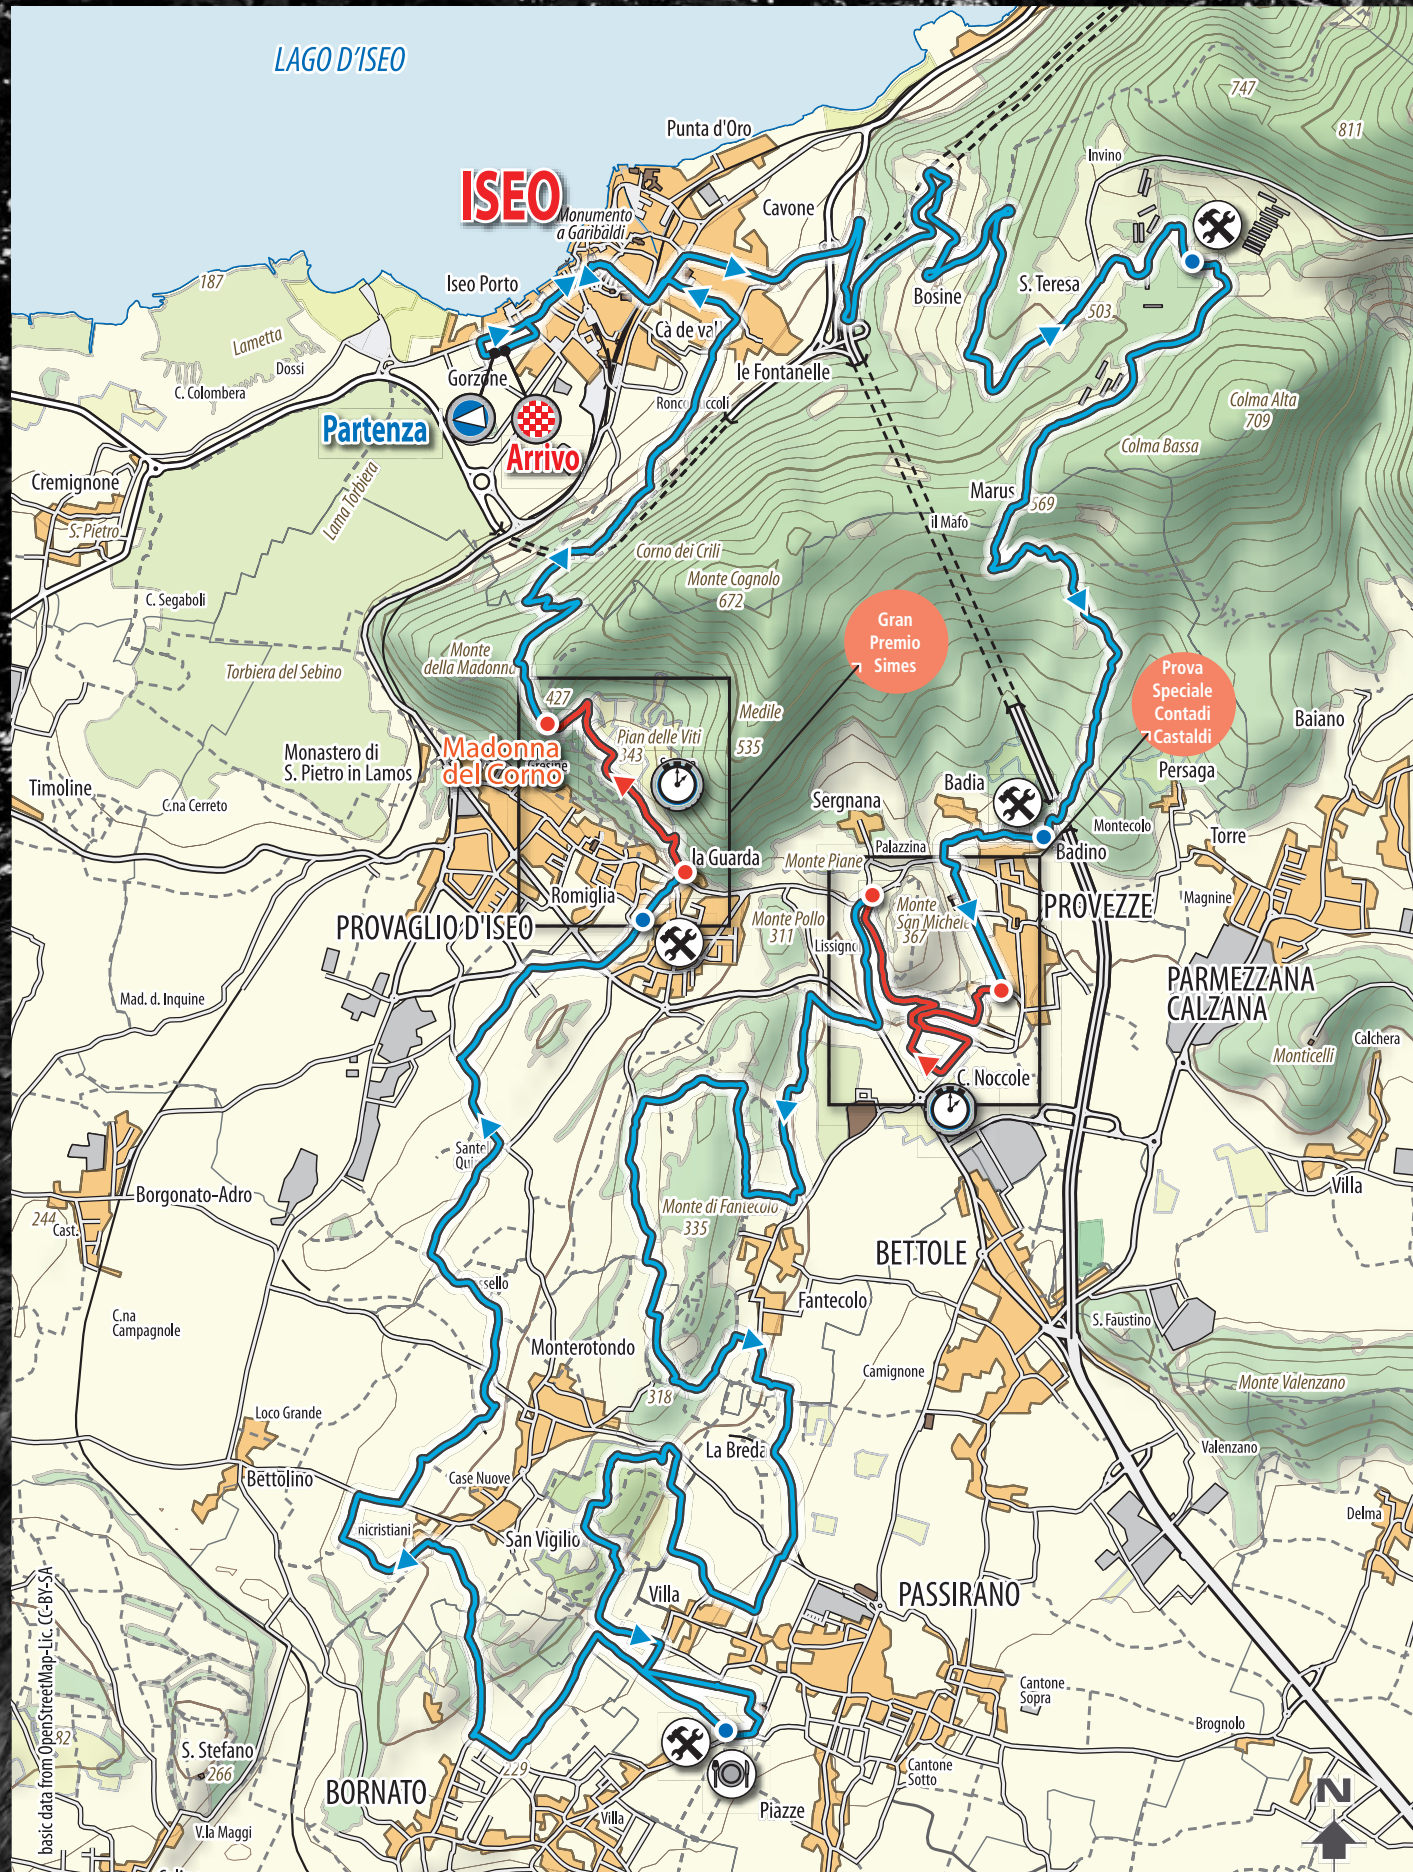 LAGO D'ISEO
747
811
Punta d'Oro
Invino
ISEO
Monumento
a Garibaldi
Cavone
187
Iseo Porto
Bosine
S. Teresa
503
Lametta
Cà de val
Dossi
C. Colombera
Gorzone
le Fontanelle
Colma Alta
709
Partenza
Arrivo
Colma Bassa
Cremignone
S. Pietro
Lama Torbiera
Marus
569
il Mafo
Corno dei Crili
Monte Cognolo
672
C. Segaboli
Gran
Premio
Simes
Monte
della Madonna
Torbiera del Sebino
Prova
Speciale
Contadi
Castaldi
427
Medile
535
Baiano
Pian delle Viti
343
Madonna
del Corno
Monastero di
S. Pietro in Lamos
Persaga
Timoline
C.na Cerreto
Badia
Sergnana
Montecolo
Torre
Palazzina
Badino
la Guarda
Monte Piane
Romiglia
Monte
San Michele
367
PROVEZZE
Magnine
PROVAGLIO D'ISEO
Monte Pollo
311
Lissigno
PARMEZZANA
CALZANA
Mad. d. Inquine
Calchera
Monticelli
C. Noccole
Santel
Qui
Borgonato-Adro
244
Cast.
Villa
Monte di Fantecolo
335
BETTOLE
ssello
Fantecolo
C.na
Campagnole
S. Faustino
Monterotondo
Camignone
318
Monte Valenzano
Loco Grande
La Breda
Valenzano
Bettolino
Case Nuove
Delma
nicristiani
San Vigilio
Villa
PASSIRANO
Cantone
Sopra
Brognolo
82
S. Stefano
266
229
Cantone
Sotto
BORNATO
Villa
Piazze
N
V.la Maggi
basic data from OpenStreetMap-Lic. CC-BY-SA